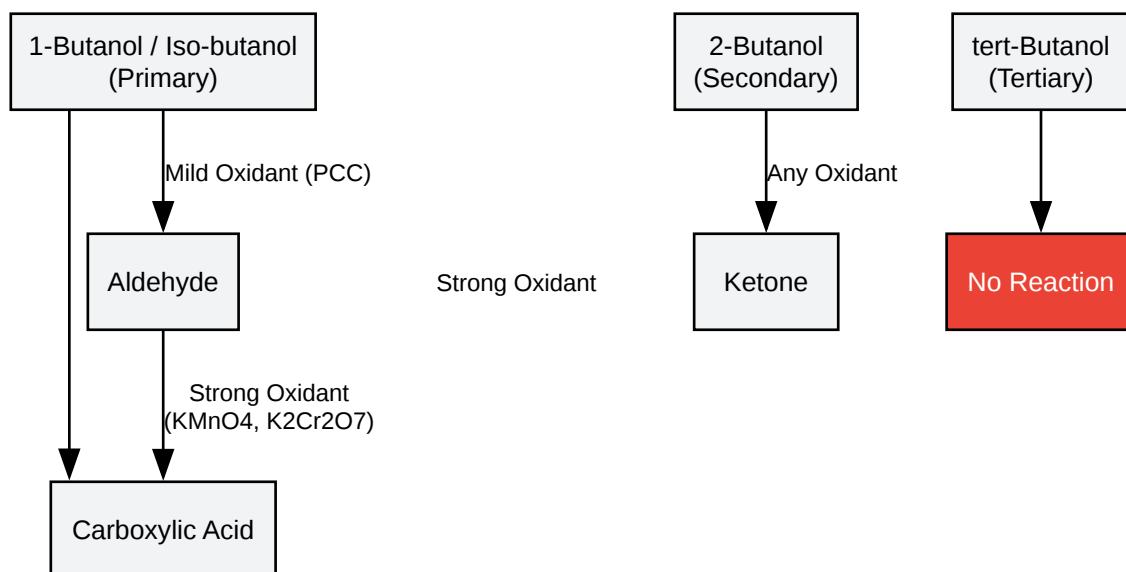 1-Butanol / Iso-butanol
(Primary)
2-Butanol
(Secondary)
tert-Butanol
(Tertiary)
Mild Oxidant (PCC)
Any Oxidant
Aldehyde
Strong Oxidant
Ketone
No Reaction
Strong Oxidant
(KMnO4, K2Cr2O7)
Carboxylic Acid